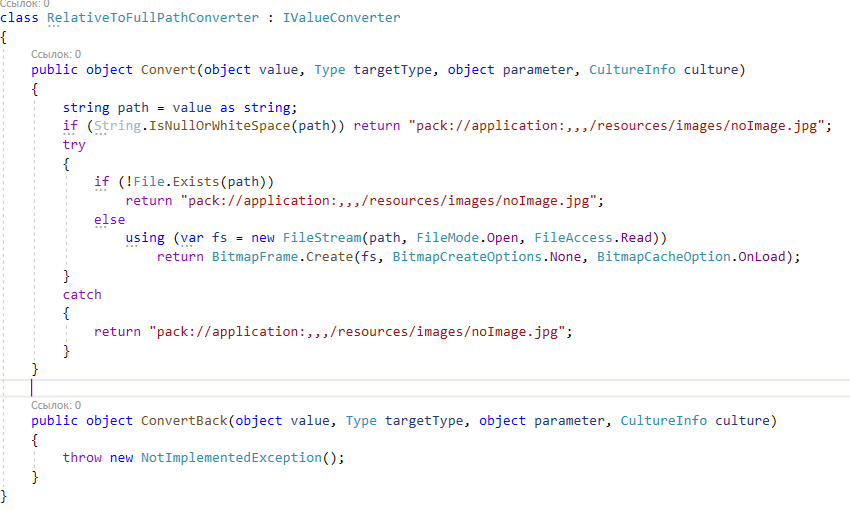 Ссылок: 0
class RelativeToFullPathConverter : IValueConverter
{
Ссылок: 0
public object Convert(object value, Type targetType, object parameter, CultureInfo culture)
{
string path = value as string;
if (String.IsNullOrWhiteSpace(path)) return "pack://application:,,,/resources/images/noImage.jpg";
try
{
if (!File.Exists(path))
return "pack://application:,,,/resources/images/noImage.jpg";
else
using (var fs = new FileStream(path, FileMode.Open, FileAccess.Read))
return BitmapFrame.Create(fs, BitmapCreateOptions.None, BitmapCacheOption.OnLoad);
}
catch
{
return "pack://application:,,,/resources/images/noImage.jpg";
}
}
Ссылок: 0
public object ConvertBack(object value, Type targetType, object parameter, CultureInfo culture)
{
throw new NotImplementedException();
}
}